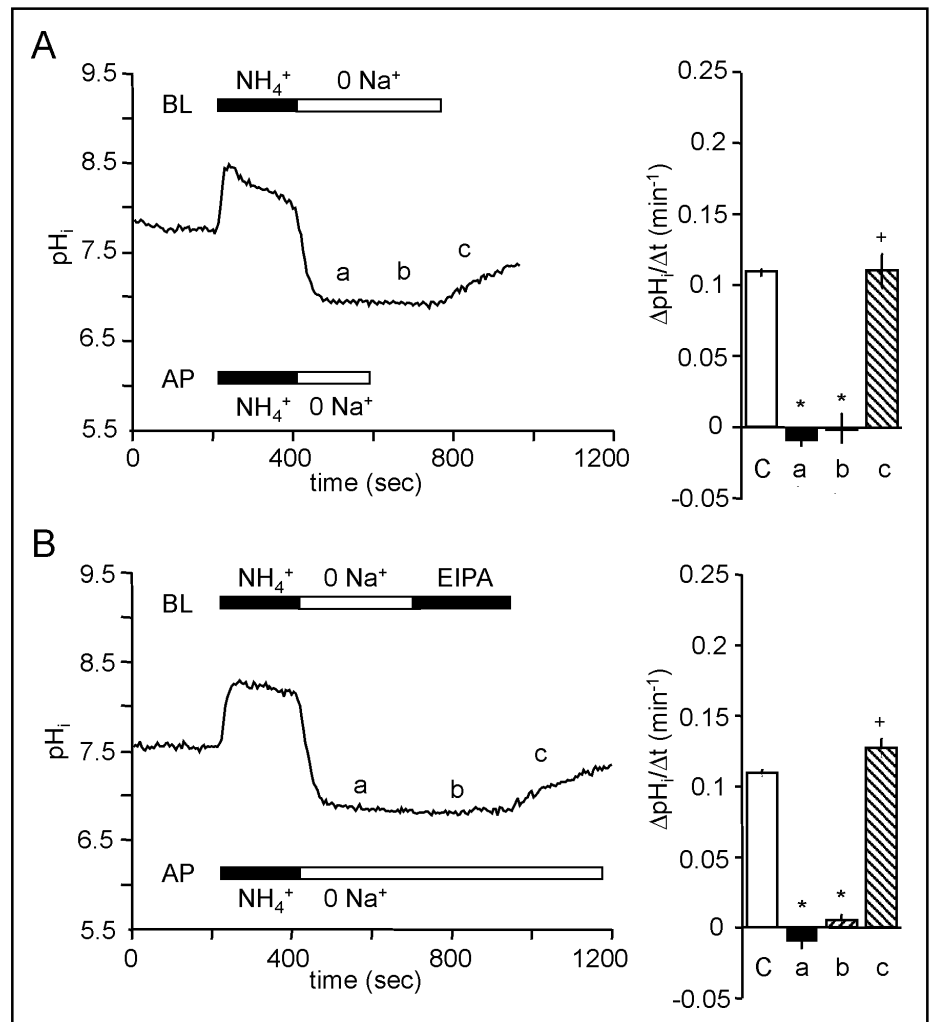 A
9.5
8.5
7.5
6.5
5.5
pHi
BL
NH4+ 0 Na+
a b c
AP
NH4+ 0 Na+
0 400 800 1200
time (sec)
0.25
0.2
0.15
0.1
0.05
0
-0.05
ΔpHi/Δt (min-1)
* * +
C a b c
B
9.5
8.5
7.5
6.5
5.5
pHi
BL
NH4+ 0 Na+ EIPA
a b c
AP
NH4+ 0 Na+
0 400 800 1200
time (sec)
0.25
0.2
0.15
0.1
0.05
0
-0.05
ΔpHi/Δt (min-1)
* * +
C a b c